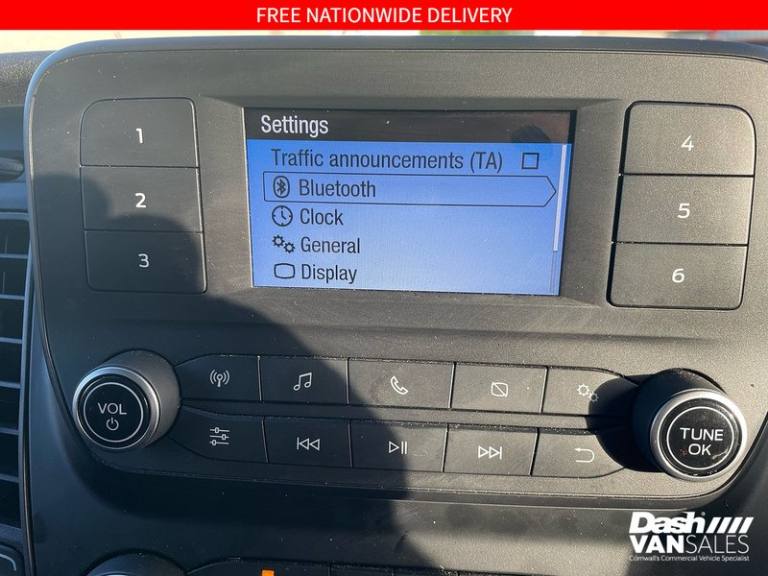 FREE NATIONWIDE DELIVERY
Settings
Traffic announcements (TA)
Bluetooth
Clock
General
Display
1
2
3
4
5
6
VOL
TUNE
OK
Dash
VANSALES
Cornwall's Commercial Vehicle Specialist